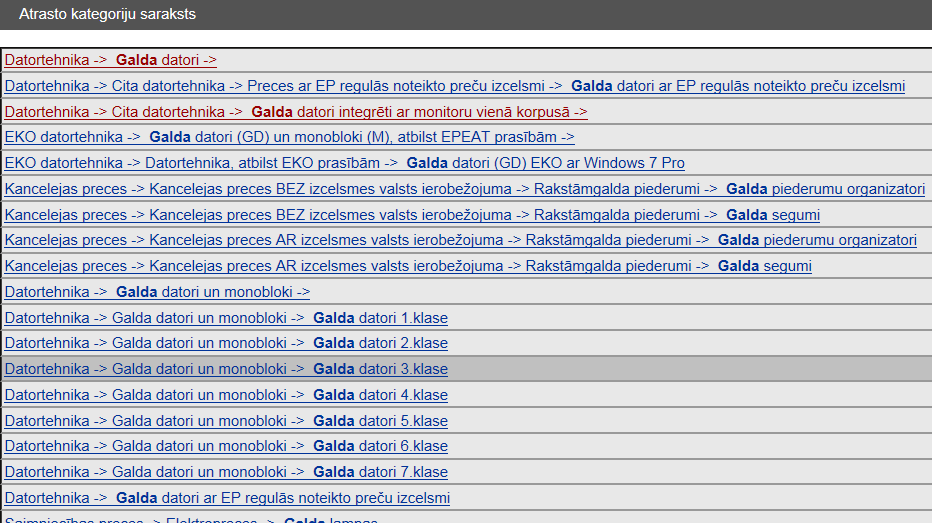 Atrasto kategoriju saraksts
Datortehnika -> Galda datori ->
Datortehnika -> Cita datortehnika -> Preces ar EP regulās noteikto preču izcelsmi -> Galda datori ar EP regulās noteikto preču izcelsmi
Datortehnika -> Cita datortehnika -> Galda datori integrēti ar monitoru vienā korpusā ->
EKO datortehnika -> Galda datori (GD) un monobloki (M), atbilst EPEAT prasībām ->
EKO datortehnika -> Datortehnika, atbilst EKO prasībām -> Galda datori (GD) EKO ar Windows 7 Pro
Kancelejas preces -> Kancelejas preces BEZ izcelsmes valsts ierobežojuma -> Rakstāmgalda piederumi -> Galda piederumu organizatori
Kancelejas preces -> Kancelejas preces BEZ izcelsmes valsts ierobežojuma -> Rakstāmgalda piederumi -> Galda segumi
Kancelejas preces -> Kancelejas preces AR izcelsmes valsts ierobežojuma -> Rakstāmgalda piederumi -> Galda piederumu organizatori
Kancelejas preces -> Kancelejas preces AR izcelsmes valsts ierobežojuma -> Rakstāmgalda piederumi -> Galda segumi
Datortehnika -> Galda datori un monobloki ->
Datortehnika -> Galda datori un monobloki -> Galda datori 1.klase
Datortehnika -> Galda datori un monobloki -> Galda datori 2.klase
Datortehnika -> Galda datori un monobloki -> Galda datori 3.klase
Datortehnika -> Galda datori un monobloki -> Galda datori 4.klase
Datortehnika -> Galda datori un monobloki -> Galda datori 5.klase
Datortehnika -> Galda datori un monobloki -> Galda datori 6.klase
Datortehnika -> Galda datori un monobloki -> Galda datori 7.klase
Datortehnika -> Galda datori ar EP regulās noteikto preču izcelsmi
Saimniecības preces -> Elektropreces -> Galda lampas